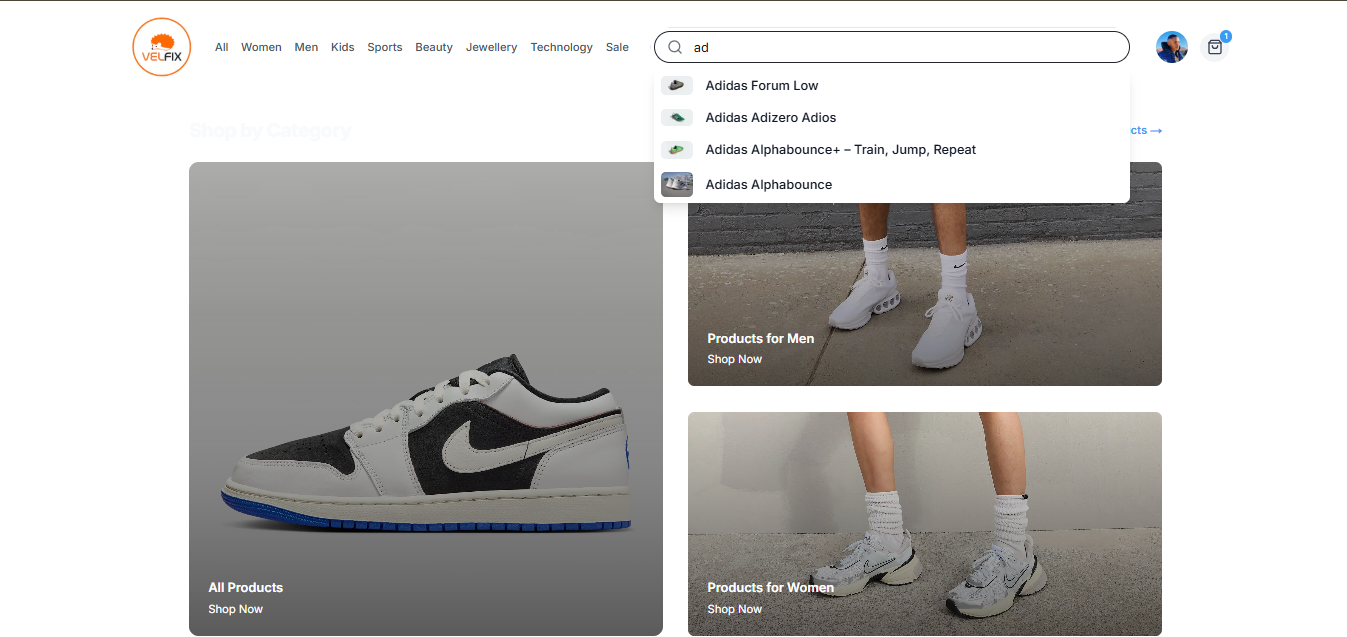 VELFIX
All Women Men Kids Sports Beauty Jewellery Technology Sale
ad
1
Adidas Forum Low
Adidas Adizero Adios
Adidas Alphabounce+ – Train, Jump, Repeat
Adidas Alphabounce
Shop by Category
cts →
Products for Men
Shop Now
All Products
Shop Now
Products for Women
Shop Now